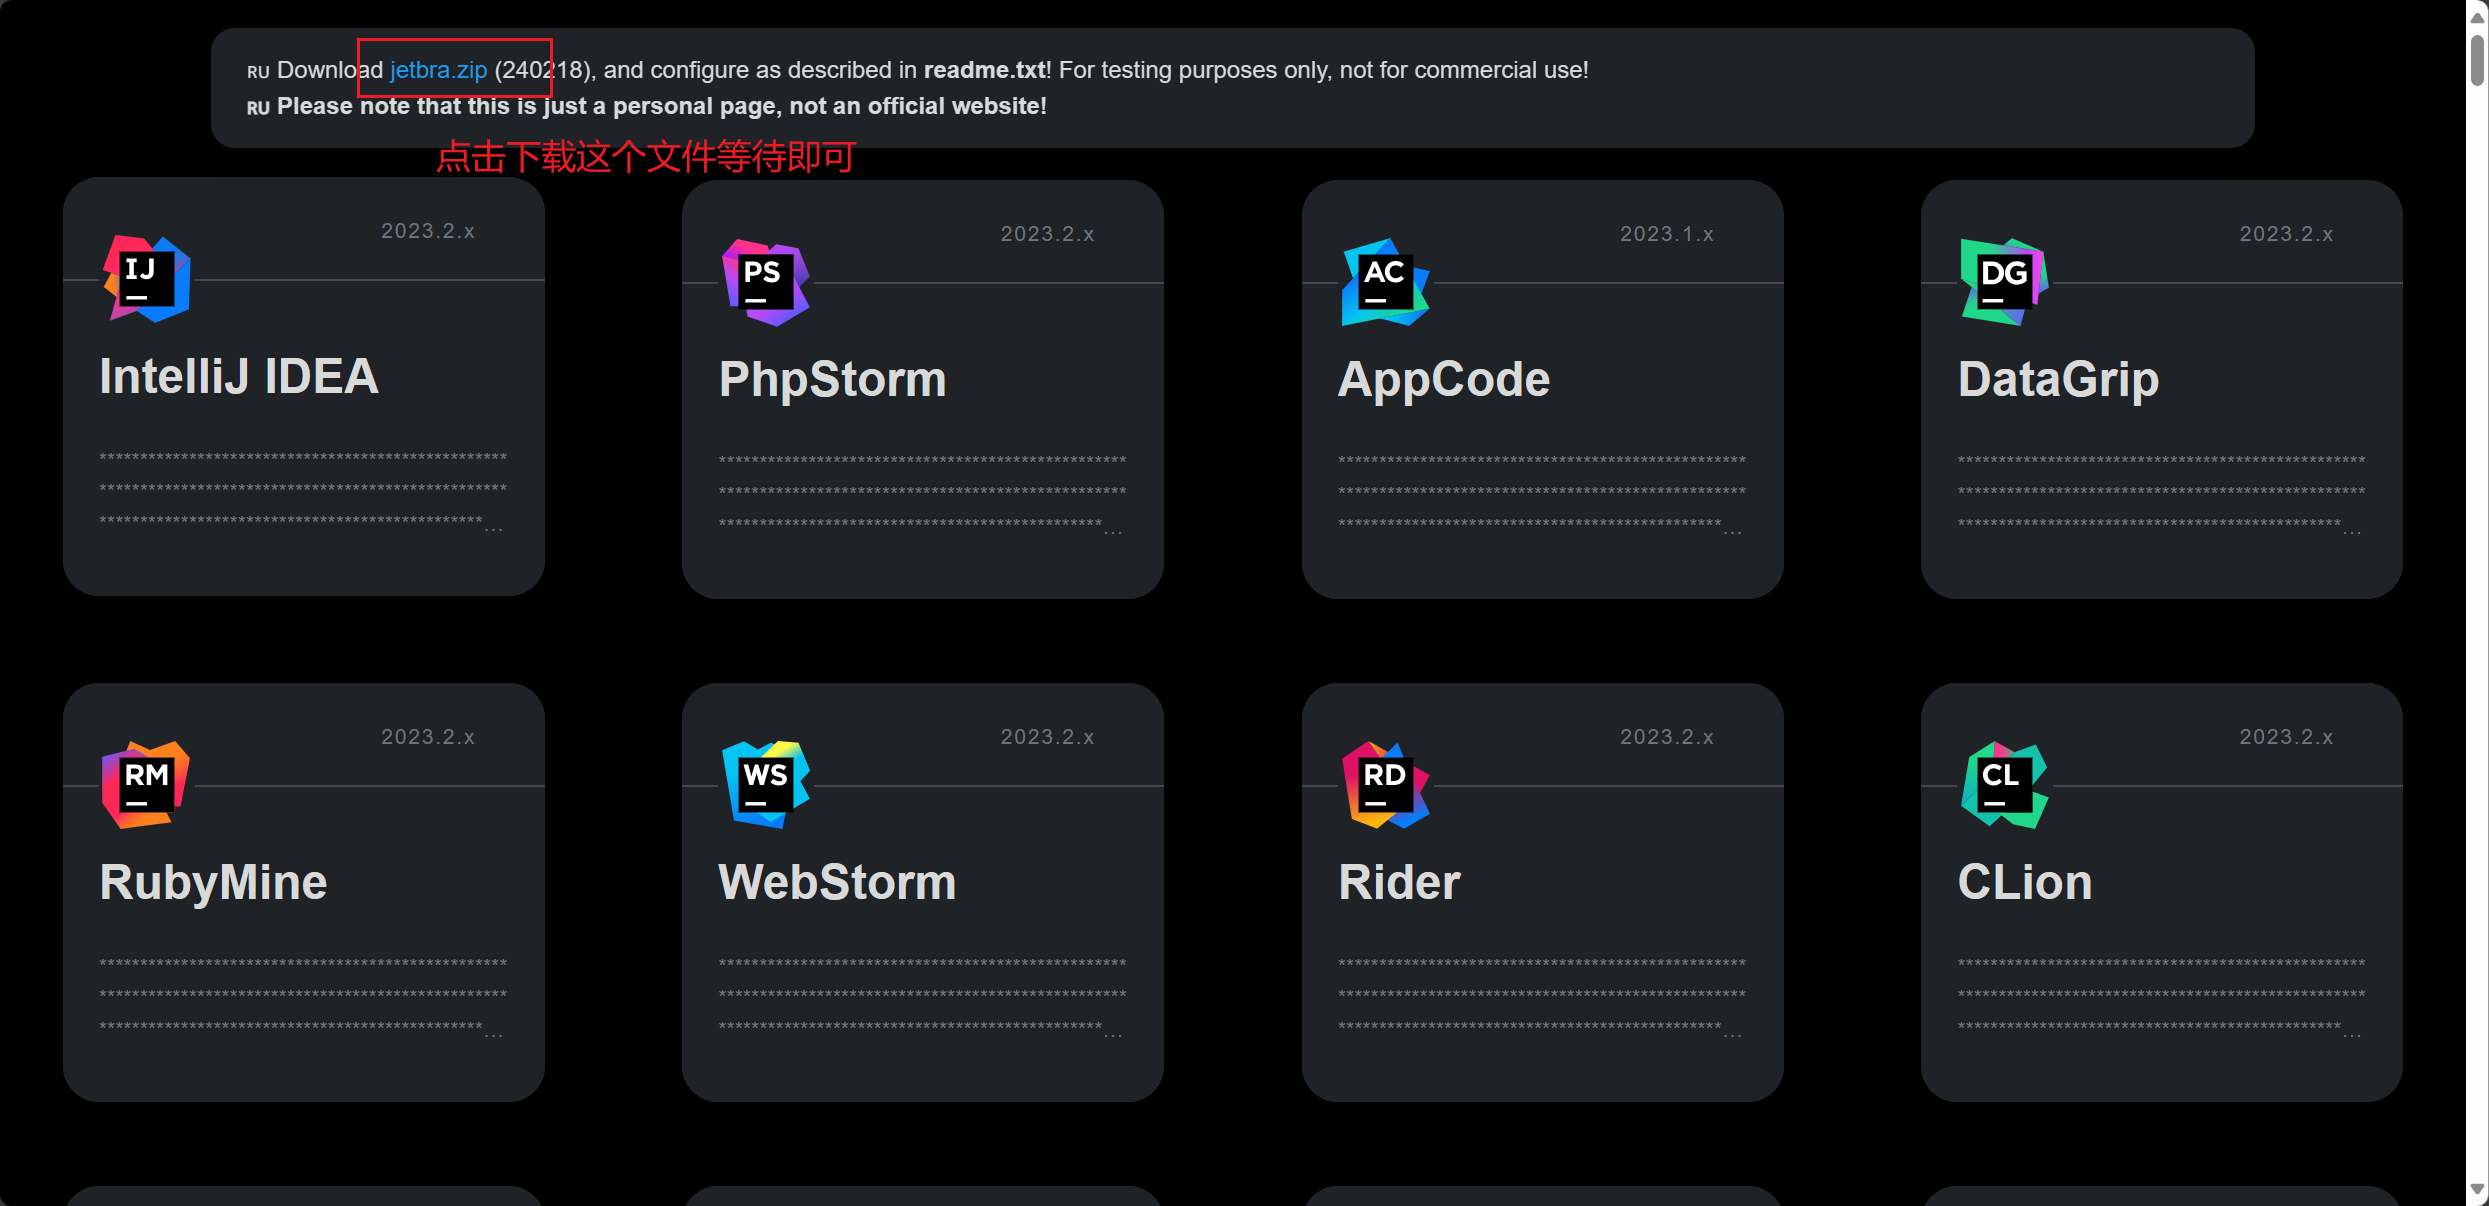 RU Download jetbra.zip (240218), and configure as described in readme.txt! For testing purposes only, not for commercial use!
RU Please note that this is just a personal page, not an official website!
点击下载这个文件等待即可
2023.2.x
IJ
IntelliJ IDEA
*************************************************
*************************************************
**********************************************...
2023.2.x
PS
PhpStorm
*************************************************
*************************************************
**********************************************...
2023.1.x
AC
AppCode
*************************************************
*************************************************
**********************************************...
2023.2.x
DG
DataGrip
*************************************************
*************************************************
**********************************************...
2023.2.x
RM
RubyMine
*************************************************
*************************************************
**********************************************...
2023.2.x
WS
WebStorm
*************************************************
*************************************************
**********************************************...
2023.2.x
RD
Rider
*************************************************
*************************************************
**********************************************...
2023.2.x
CL
CLion
*************************************************
*************************************************
**********************************************...